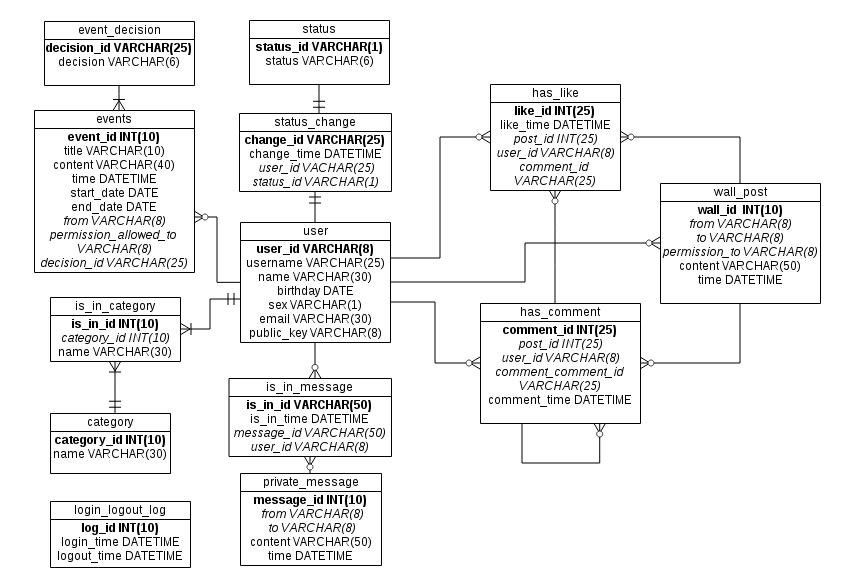 event_decision
decision_id VARCHAR(25)
decision VARCHAR(6)
status
status_id VARCHAR(1)
status VARCHAR(6)
events
event_id INT(10)
title VARCHAR(10)
content VARCHAR(40)
time DATETIME
start_date DATE
end_date DATE
from VARCHAR(8)
permission_allowed_to
VARCHAR(8)
decision_id VARCHAR(25)
status_change
change_id VARCHAR(25)
change_time DATETIME
user_id VACHAR(25)
status_id VARCHAR(1)
has_like
like_id INT(25)
like_time DATETIME
post_id INT(25)
user_id VARCHAR(8)
comment_id
VARCHAR(25)
wall_post
wall_id INT(10)
from VARCHAR(8)
to VARCHAR(8)
permission_to VARCHAR(8)
content VARCHAR(50)
time DATETIME
user
user_id VARCHAR(8)
username VARCHAR(25)
name VARCHAR(30)
birthday DATE
sex VARCHAR(1)
email VARCHAR(30)
public_key VARCHAR(8)
is_in_category
is_in_id INT(10)
category_id INT(10)
name VARCHAR(30)
has_comment
comment_id INT(25)
post_id INT(25)
user_id VARCHAR(8)
comment_comment_id
VARCHAR(25)
comment_time DATETIME
is_in_message
is_in_id VARCHAR(50)
is_in_time DATETIME
message_id VARCHAR(50)
user_id VARCHAR(8)
category
category_id INT(10)
name VARCHAR(30)
private_message
message_id INT(10)
from VARCHAR(8)
to VARCHAR(8)
content VARCHAR(50)
time DATETIME
login_logout_log
log_id INT(10)
login_time DATETIME
logout_time DATETIME